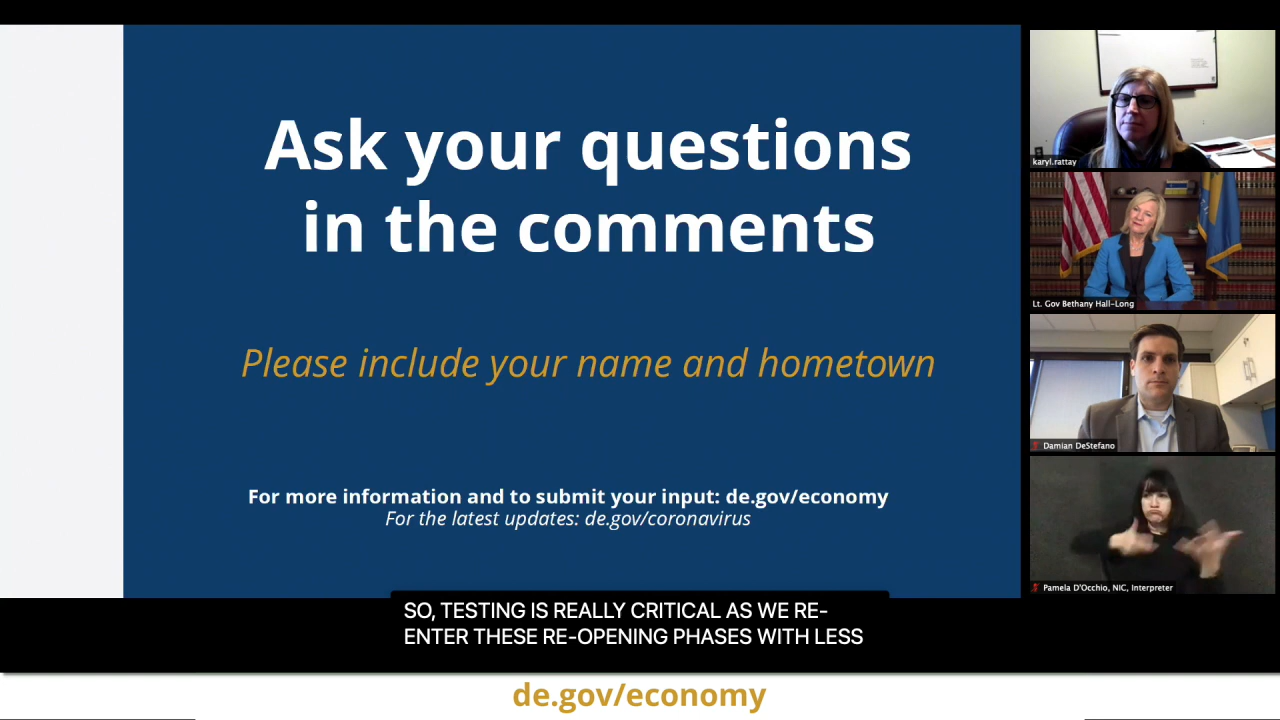 Ask your questions
in the comments
Please include your name and hometown
For more information and to submit your input: de.gov/economy
For the latest updates: de.gov/coronavirus
karyl.rattay
Lt. Gov Bethany Hall-Long
Damian DeStefano
Pamela D'Occhio, NIC, Interpreter
SO, TESTING IS REALLY CRITICAL AS WE RE-
ENTER THESE RE-OPENING PHASES WITH LESS
de.gov/economy